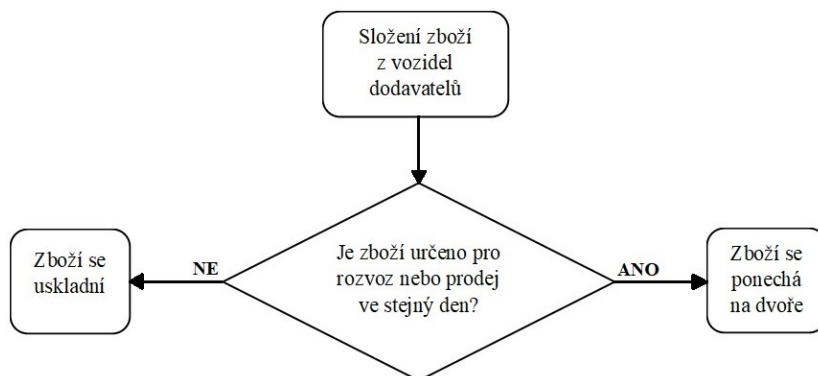 Složení zboží
z vozidel
dodavatelů
Zboží se
uskladní
NE
Je zboží určeno pro
rozvoz nebo prodej
ve stejný den?
ANO
Zboží se
ponechá
na dvoře